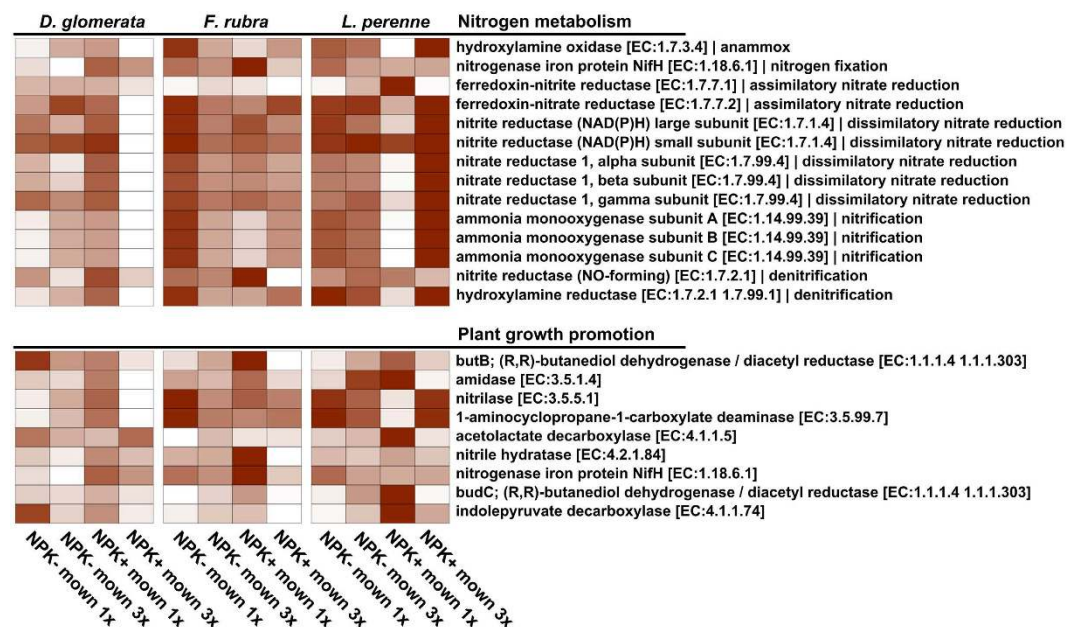 D. glomerata F. rubra L. perenne Nitrogen metabolism
hydroxylamine oxidase [EC:1.7.3.4] | anammox
nitrogenase iron protein NifH [EC:1.18.6.1] | nitrogen fixation
ferredoxin-nitrite reductase [EC:1.7.7.1] | assimilatory nitrate reduction
ferredoxin-nitrate reductase [EC:1.7.7.2] | assimilatory nitrate reduction
nitrite reductase (NAD(P)H) large subunit [EC:1.7.1.4] | dissimilatory nitrate reduction
nitrite reductase (NAD(P)H) small subunit [EC:1.7.1.4] | dissimilatory nitrate reduction
nitrate reductase 1, alpha subunit [EC:1.7.99.4] | dissimilatory nitrate reduction
nitrate reductase 1, beta subunit [EC:1.7.99.4] | dissimilatory nitrate reduction
nitrate reductase 1, gamma subunit [EC:1.7.99.4] | dissimilatory nitrate reduction
ammonia monooxygenase subunit A [EC:1.14.99.39] | nitrification
ammonia monooxygenase subunit B [EC:1.14.99.39] | nitrification
ammonia monooxygenase subunit C [EC:1.14.99.39] | nitrification
nitrite reductase (NO-forming) [EC:1.7.2.1] | denitrification
hydroxylamine reductase [EC:1.7.2.1 1.7.99.1] | denitrification
Plant growth promotion
butB; (R,R)-butanediol dehydrogenase / diacetyl reductase [EC:1.1.1.4 1.1.1.303]
amidase [EC:3.5.1.4]
nitrilase [EC:3.5.5.1]
1-aminocyclopropane-1-carboxylate deaminase [EC:3.5.99.7]
acetolactate decarboxylase [EC:4.1.1.5]
nitrile hydratase [EC:4.2.1.84]
nitrogenase iron protein NifH [EC:1.18.6.1]
budC; (R,R)-butanediol dehydrogenase / diacetyl reductase [EC:1.1.1.4 1.1.1.303]
indolepyruvate decarboxylase [EC:4.1.1.74]
NPK- mown 1x
NPK- mown 3x
NPK+ mown 1x
NPK+ mown 3x
NPK- mown 1x
NPK- mown 3x
NPK+ mown 1x
NPK+ mown 3x
NPK- mown 1x
NPK- mown 3x
NPK+ mown 1x
NPK+ mown 3x